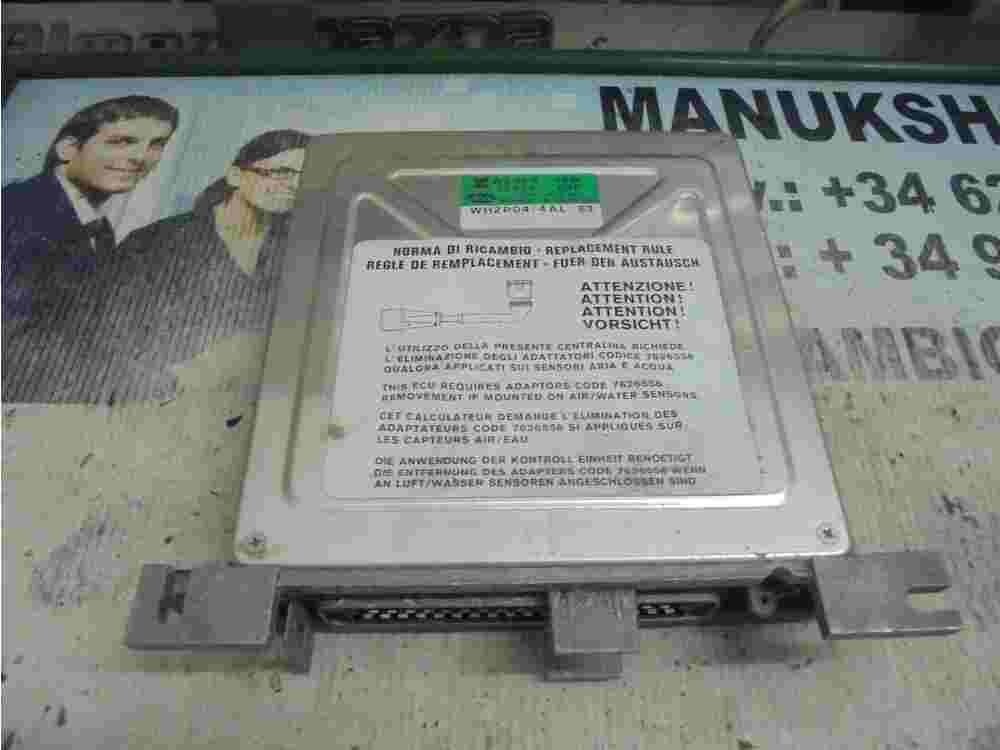 MANUKSH
: +34 6
: + 34 9
AMBIO
WH2P04 4AL 63
NORMA DI RICAMBIO - REPLACEMENT RULE
REGLE DE REMPLACEMENT - FUER DEN AUSTAUSCH
ATTENZIONE!
ATTENTION!
ATTENTION!
VORSICHT!
L'UTILIZZO DELLA PRESENTE CENTRALINA RICHIEDE
L'ELIMINAZIONE DEGLI ADATTATORI CODICE 7626556
QUALORA APPLICATI SUI SENSORI ARIA E ACQUA
THIS ECU REQUIRES ADAPTORS CODE 7626556
REMOVEMENT IF MOUNTED ON AIR/WATER SENSORS
CET CALCULATEUR DEMANDE L'ELIMINATION DES
ADAPTATEURS CODE 7626556 SI APPLIQUES SUR
LES CAPTEURS AIR/EAU
DIE ANWENDUNG DER KONTROLL EINHEIT BENOETIGT
DIE ENTFERNUNG DES ADAPTERS CODE 7626556 WENN
AN LUFT/WASSER SENSOREN ANGESCHLOSSEN SIND